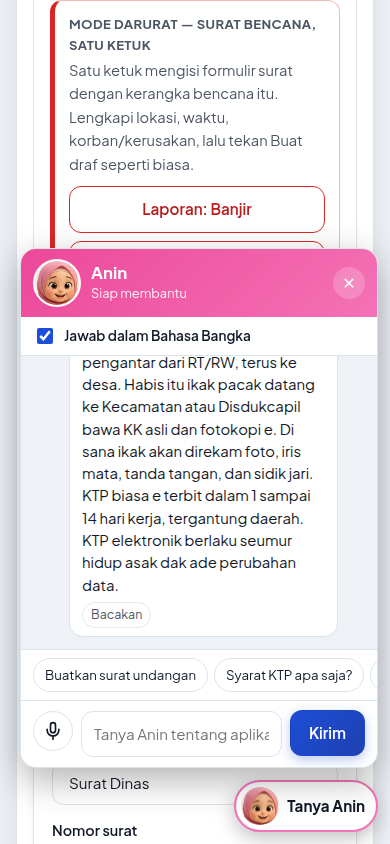 MODE DARURAT — SURAT BENCANA,
SATU KETUK
Satu ketuk mengisi formulir surat
dengan kerangka bencana itu.
Lengkapi lokasi, waktu,
korban/kerusakan, lalu tekan Buat
draf seperti biasa.
Laporan: Banjir
Anin
Siap membantu
Jawab dalam Bahasa Bangka
pengantar dari RT/RW, terus ke
desa. Habis itu ikak pacak datang
ke Kecamatan atau Disdukcapil
bawa KK asli dan fotokopi e. Di
sana ikak akan direkam foto, iris
mata, tanda tangan, dan sidik jari.
KTP biasa e terbit dalam 1 sampai
14 hari kerja, tergantung daerah.
KTP elektronik berlaku seumur
hidup asak dak ade perubahan
data.
Bacakan
Buatkan surat undangan
Syarat KTP apa saja?
Tanya Anin tentang aplika
Kirim
Surat Dinas
Tanya Anin
Nomor surat